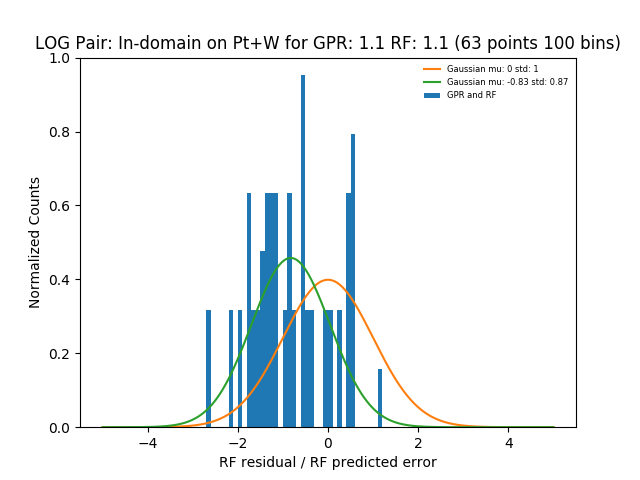 LOG Pair: In-domain on Pt+W for GPR: 1.1 RF: 1.1 (63 points 100 bins)
1.0
0.8
0.6
0.4
0.2
0.0
Normalized Counts
Gaussian mu: 0 std: 1
Gaussian mu: -0.83 std: 0.87
GPR and RF
−4
−2
0
2
4
RF residual / RF predicted error